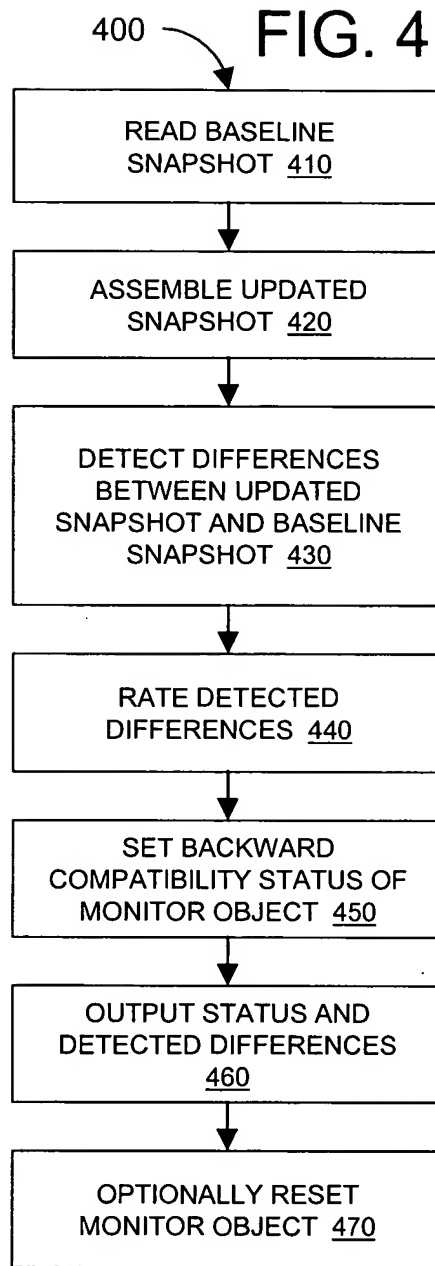 400
FIG. 4
READ BASELINE
SNAPSHOT 410
ASSEMBLE UPDATED
SNAPSHOT 420
DETECT DIFFERENCES
BETWEEN UPDATED
SNAPSHOT AND BASELINE
SNAPSHOT 430
RATE DETECTED
DIFFERENCES 440
SET BACKWARD
COMPATIBILITY STATUS OF
MONITOR OBJECT 450
OUTPUT STATUS AND
DETECTED DIFFERENCES
460
OPTIONALLY RESET
MONITOR OBJECT 470